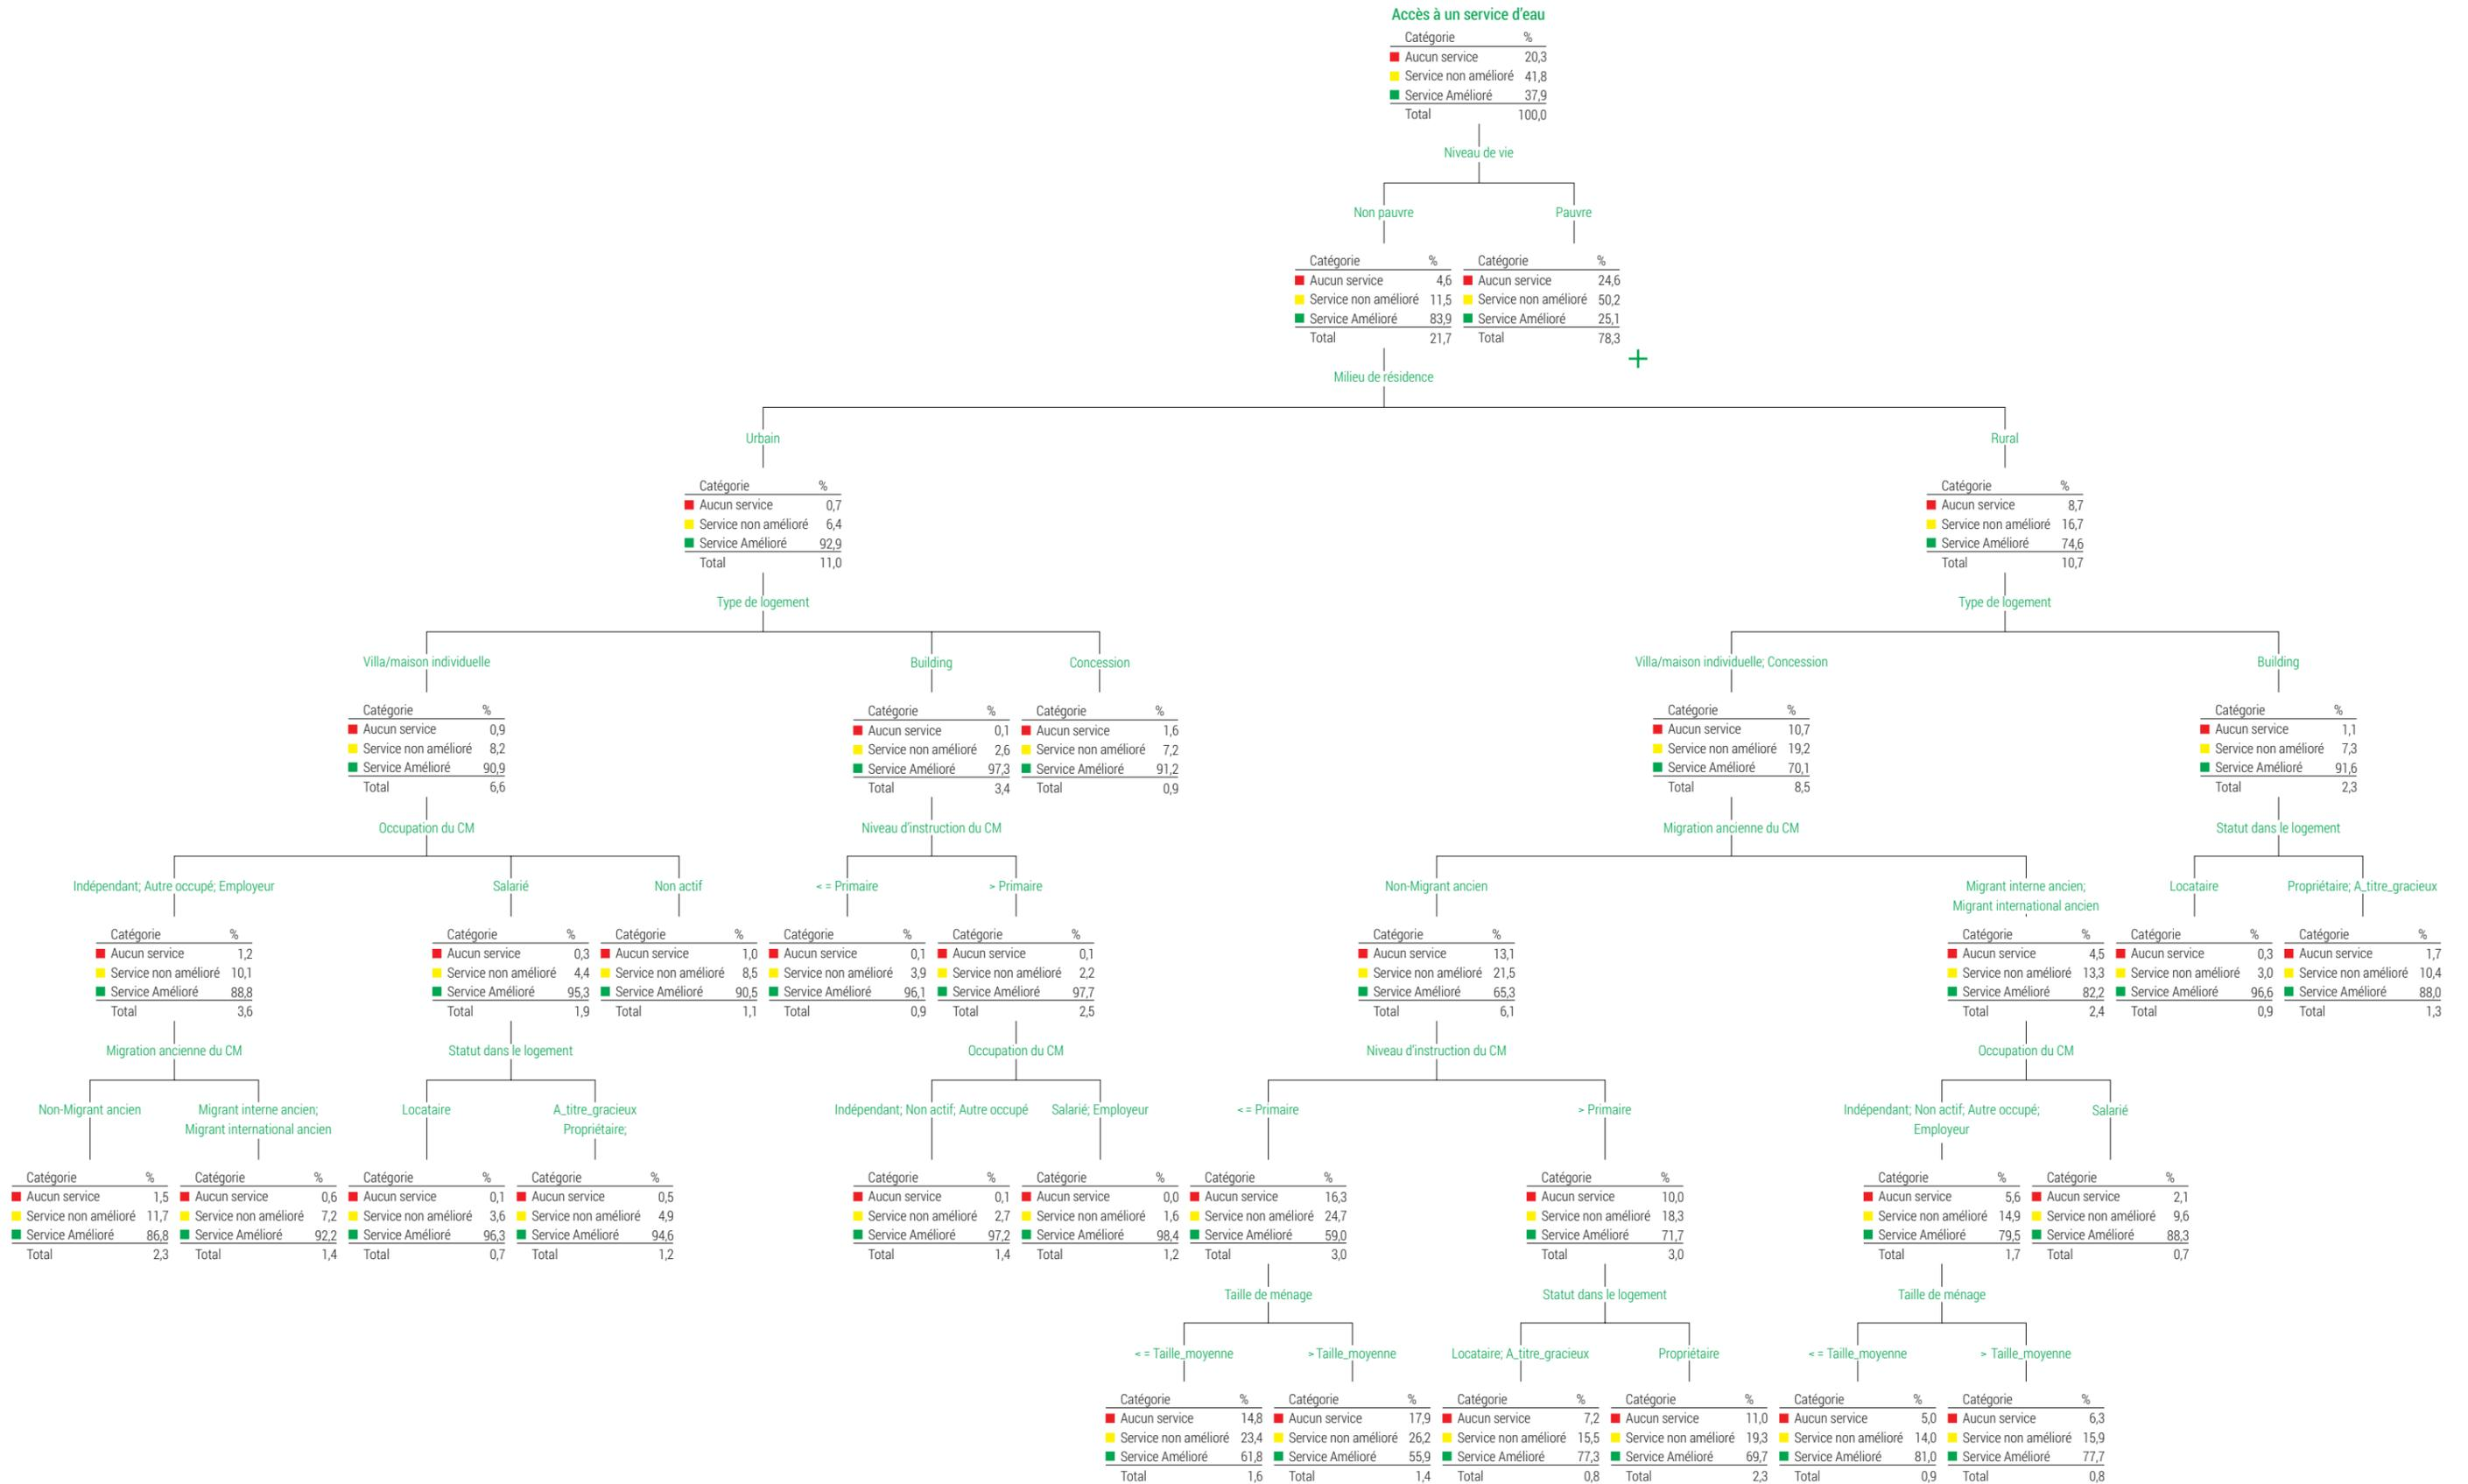 Accès à un service d'eau
Catégorie %
Aucun service 20,3
Service non amélioré 41,8
Service Amélioré 37,9
Total 100,0
Niveau de vie
Non pauvre
Catégorie %
Aucun service 4,6
Service non amélioré 11,5
Service Amélioré 83,9
Total 21,7
Pauvre
Catégorie %
Aucun service 24,6
Service non amélioré 50,2
Service Amélioré 25,1
Total 78,3
+
Milieu de résidence
Urbain
Catégorie %
Aucun service 0,7
Service non amélioré 6,4
Service Amélioré 92,9
Total 11,0
Rural
Catégorie %
Aucun service 8,7
Service non amélioré 16,7
Service Amélioré 74,6
Total 10,7
Type de logement
Type de logement
Villa/maison individuelle
Catégorie %
Aucun service 0,9
Service non amélioré 8,2
Service Amélioré 90,9
Total 6,6
Building
Catégorie %
Aucun service 0,1
Service non amélioré 2,6
Service Amélioré 97,3
Total 3,4
Concession
Catégorie %
Aucun service 1,6
Service non amélioré 7,2
Service Amélioré 91,2
Total 0,9
Villa/maison individuelle; Concession
Catégorie %
Aucun service 10,7
Service non amélioré 19,2
Service Amélioré 70,1
Total 8,5
Building
Catégorie %
Aucun service 1,1
Service non amélioré 7,3
Service Amélioré 91,6
Total 2,3
Occupation du CM
Niveau d'instruction du CM
Migration ancienne du CM
Statut dans le logement
Indépendant; Autre occupé; Employeur
Catégorie %
Aucun service 1,2
Service non amélioré 10,1
Service Amélioré 88,8
Total 3,6
Salarié
Catégorie %
Aucun service 0,3
Service non amélioré 4,4
Service Amélioré 95,3
Total 1,9
Non actif
Catégorie %
Aucun service 1,0
Service non amélioré 8,5
Service Amélioré 90,5
Total 1,1
< = Primaire
Catégorie %
Aucun service 0,1
Service non amélioré 3,9
Service Amélioré 96,1
Total 0,9
> Primaire
Catégorie %
Aucun service 0,1
Service non amélioré 2,2
Service Amélioré 97,7
Total 2,5
Non-Migrant ancien
Catégorie %
Aucun service 13,1
Service non amélioré 21,5
Service Amélioré 65,3
Total 6,1
Migrant interne ancien;
Migrant international ancien
Catégorie %
Aucun service 4,5
Service non amélioré 13,3
Service Amélioré 82,2
Total 2,4
Locataire
Catégorie %
Aucun service 0,3
Service non amélioré 3,0
Service Amélioré 96,6
Total 0,9
Propriétaire; A_titre_gracieux
Catégorie %
Aucun service 1,7
Service non amélioré 10,4
Service Amélioré 88,0
Total 1,3
Migration ancienne du CM
Statut dans le logement
Occupation du CM
Niveau d'instruction du CM
Occupation du CM
Non-Migrant ancien
Catégorie %
Aucun service 1,5
Service non amélioré 11,7
Service Amélioré 86,8
Total 2,3
Migrant interne ancien;
Migrant international ancien
Catégorie %
Aucun service 0,6
Service non amélioré 7,2
Service Amélioré 92,2
Total 1,4
Locataire
Catégorie %
Aucun service 0,1
Service non amélioré 3,6
Service Amélioré 96,3
Total 0,7
A_titre_gracieux
Propriétaire;
Catégorie %
Aucun service 0,5
Service non amélioré 4,9
Service Amélioré 94,6
Total 1,2
Indépendant; Non actif; Autre occupé
Catégorie %
Aucun service 0,1
Service non amélioré 2,7
Service Amélioré 97,2
Total 1,4
Salarié; Employeur
Catégorie %
Aucun service 0,0
Service non amélioré 1,6
Service Amélioré 98,4
Total 1,2
< = Primaire
Catégorie %
Aucun service 16,3
Service non amélioré 24,7
Service Amélioré 59,0
Total 3,0
> Primaire
Catégorie %
Aucun service 10,0
Service non amélioré 18,3
Service Amélioré 71,7
Total 3,0
Indépendant; Non actif; Autre occupé;
Employeur
Catégorie %
Aucun service 5,6
Service non amélioré 14,9
Service Amélioré 79,5
Total 1,7
Salarié
Catégorie %
Aucun service 2,1
Service non amélioré 9,6
Service Amélioré 88,3
Total 0,7
Taille de ménage
Statut dans le logement
Taille de ménage
< = Taille_moyenne
Catégorie %
Aucun service 14,8
Service non amélioré 23,4
Service Amélioré 61,8
Total 1,6
> Taille_moyenne
Catégorie %
Aucun service 17,9
Service non amélioré 26,2
Service Amélioré 55,9
Total 1,4
Locataire; A_titre_gracieux
Catégorie %
Aucun service 7,2
Service non amélioré 15,5
Service Amélioré 77,3
Total 0,8
Propriétaire
Catégorie %
Aucun service 11,0
Service non amélioré 19,3
Service Amélioré 69,7
Total 2,3
< = Taille_moyenne
Catégorie %
Aucun service 5,0
Service non amélioré 14,0
Service Amélioré 81,0
Total 0,9
> Taille_moyenne
Catégorie %
Aucun service 6,3
Service non amélioré 15,9
Service Amélioré 77,7
Total 0,8